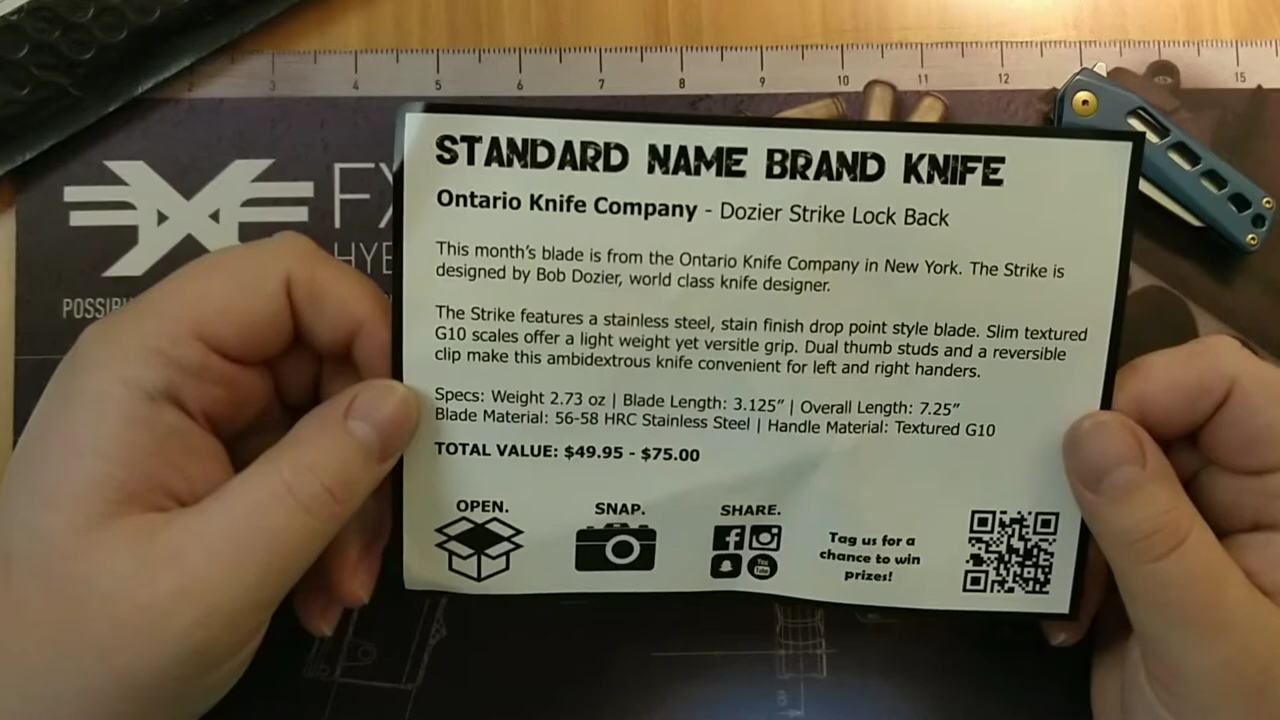 2 3 4 5 6 7 8 9 10 11 12 15
STANDARD NAME BRAND KNIFE
Ontario Knife Company - Dozier Strike Lock Back
This month's blade is from the Ontario Knife Company in New York. The Strike is
designed by Bob Dozier, world class knife designer.
The Strike features a stainless steel, stain finish drop point style blade. Slim textured
G10 scales offer a light weight yet versitle grip. Dual thumb studs and a reversible
clip make this ambidextrous knife convenient for left and right handers.
Specs: Weight 2.73 oz | Blade Length: 3.125" | Overall Length: 7.25"
Blade Material: 56-58 HRC Stainless Steel | Handle Material: Textured G10
TOTAL VALUE: $49.95 - $75.00
OPEN. SNAP. SHARE.
You Tube
Tag us for a
chance to win
prizes!
FX
HYB
POSSIB